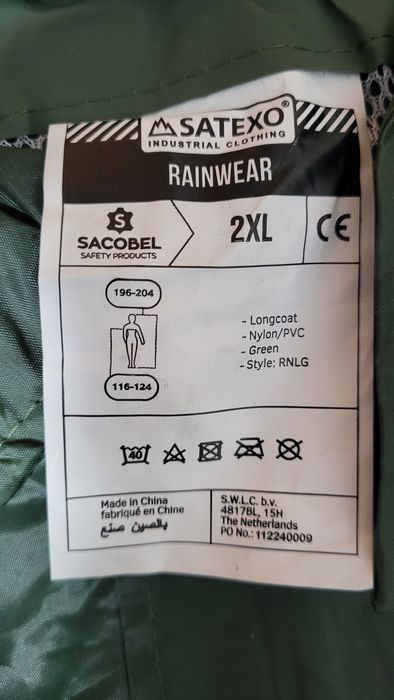 SATEXO®
INDUSTRIAL CLOTHING
RAINWEAR
S
SACOBEL
SAFETY PRODUCTS
2XL
CE
196-204
116-124
- Longcoat
- Nylon/PVC
- Green
- Style: RNLG
40
Made in China
fabriqué en Chine
بالصين صنع
S.W.L.C. b.v.
4817BL, 15H
The Netherlands
PO No.: 112240009